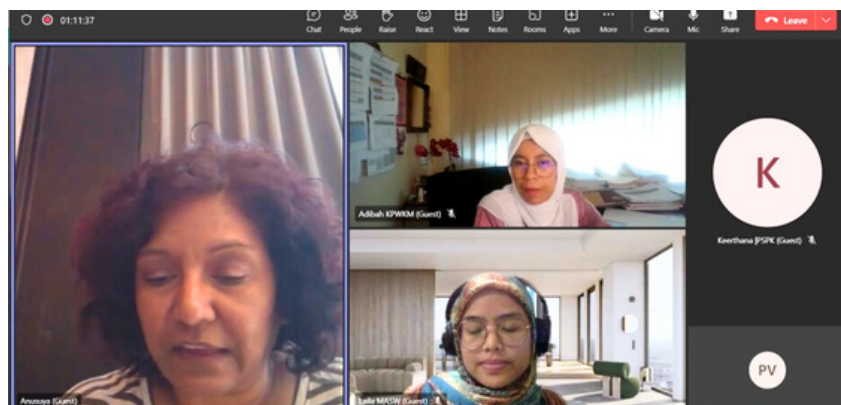 01:11:37
Chat People Raise React View Notes Rooms Apps More Camera Mic Share Leave
Adibah KPWKM (Guest)
K
Keerthana JPSPK (Guest)
Anusuya (Guest)
Laila MASW (Guest)
PV